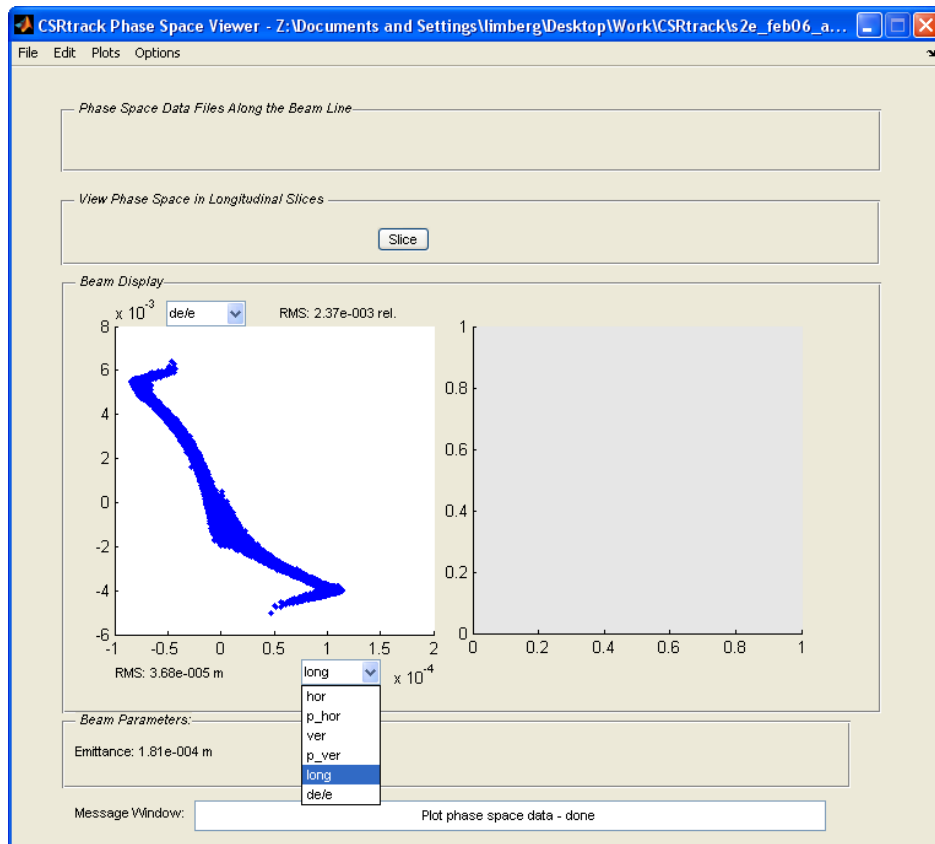 CSRtrack Phase Space Viewer - Z:\Documents and Settings\limberg\Desktop\Work\CSRtrack\s2e_feb06_a...
File Edit Plots Options
Phase Space Data Files Along the Beam Line
View Phase Space in Longitudinal Slices
Slice
Beam Display
x 10^-3 de/e RMS: 2.37e-003 rel.
8
6
4
2
0
-2
-4
-6
-1 -0.5 0 0.5 1 1.5 2
1
0.8
0.6
0.4
0.2
0
0 0.2 0.4 0.6 0.8 1
RMS: 3.68e-005 m long x 10^-4
hor
p_hor
ver
p_ver
long
de/e
Beam Parameters:
Emittance: 1.81e-004 m
Message Window: Plot phase space data - done